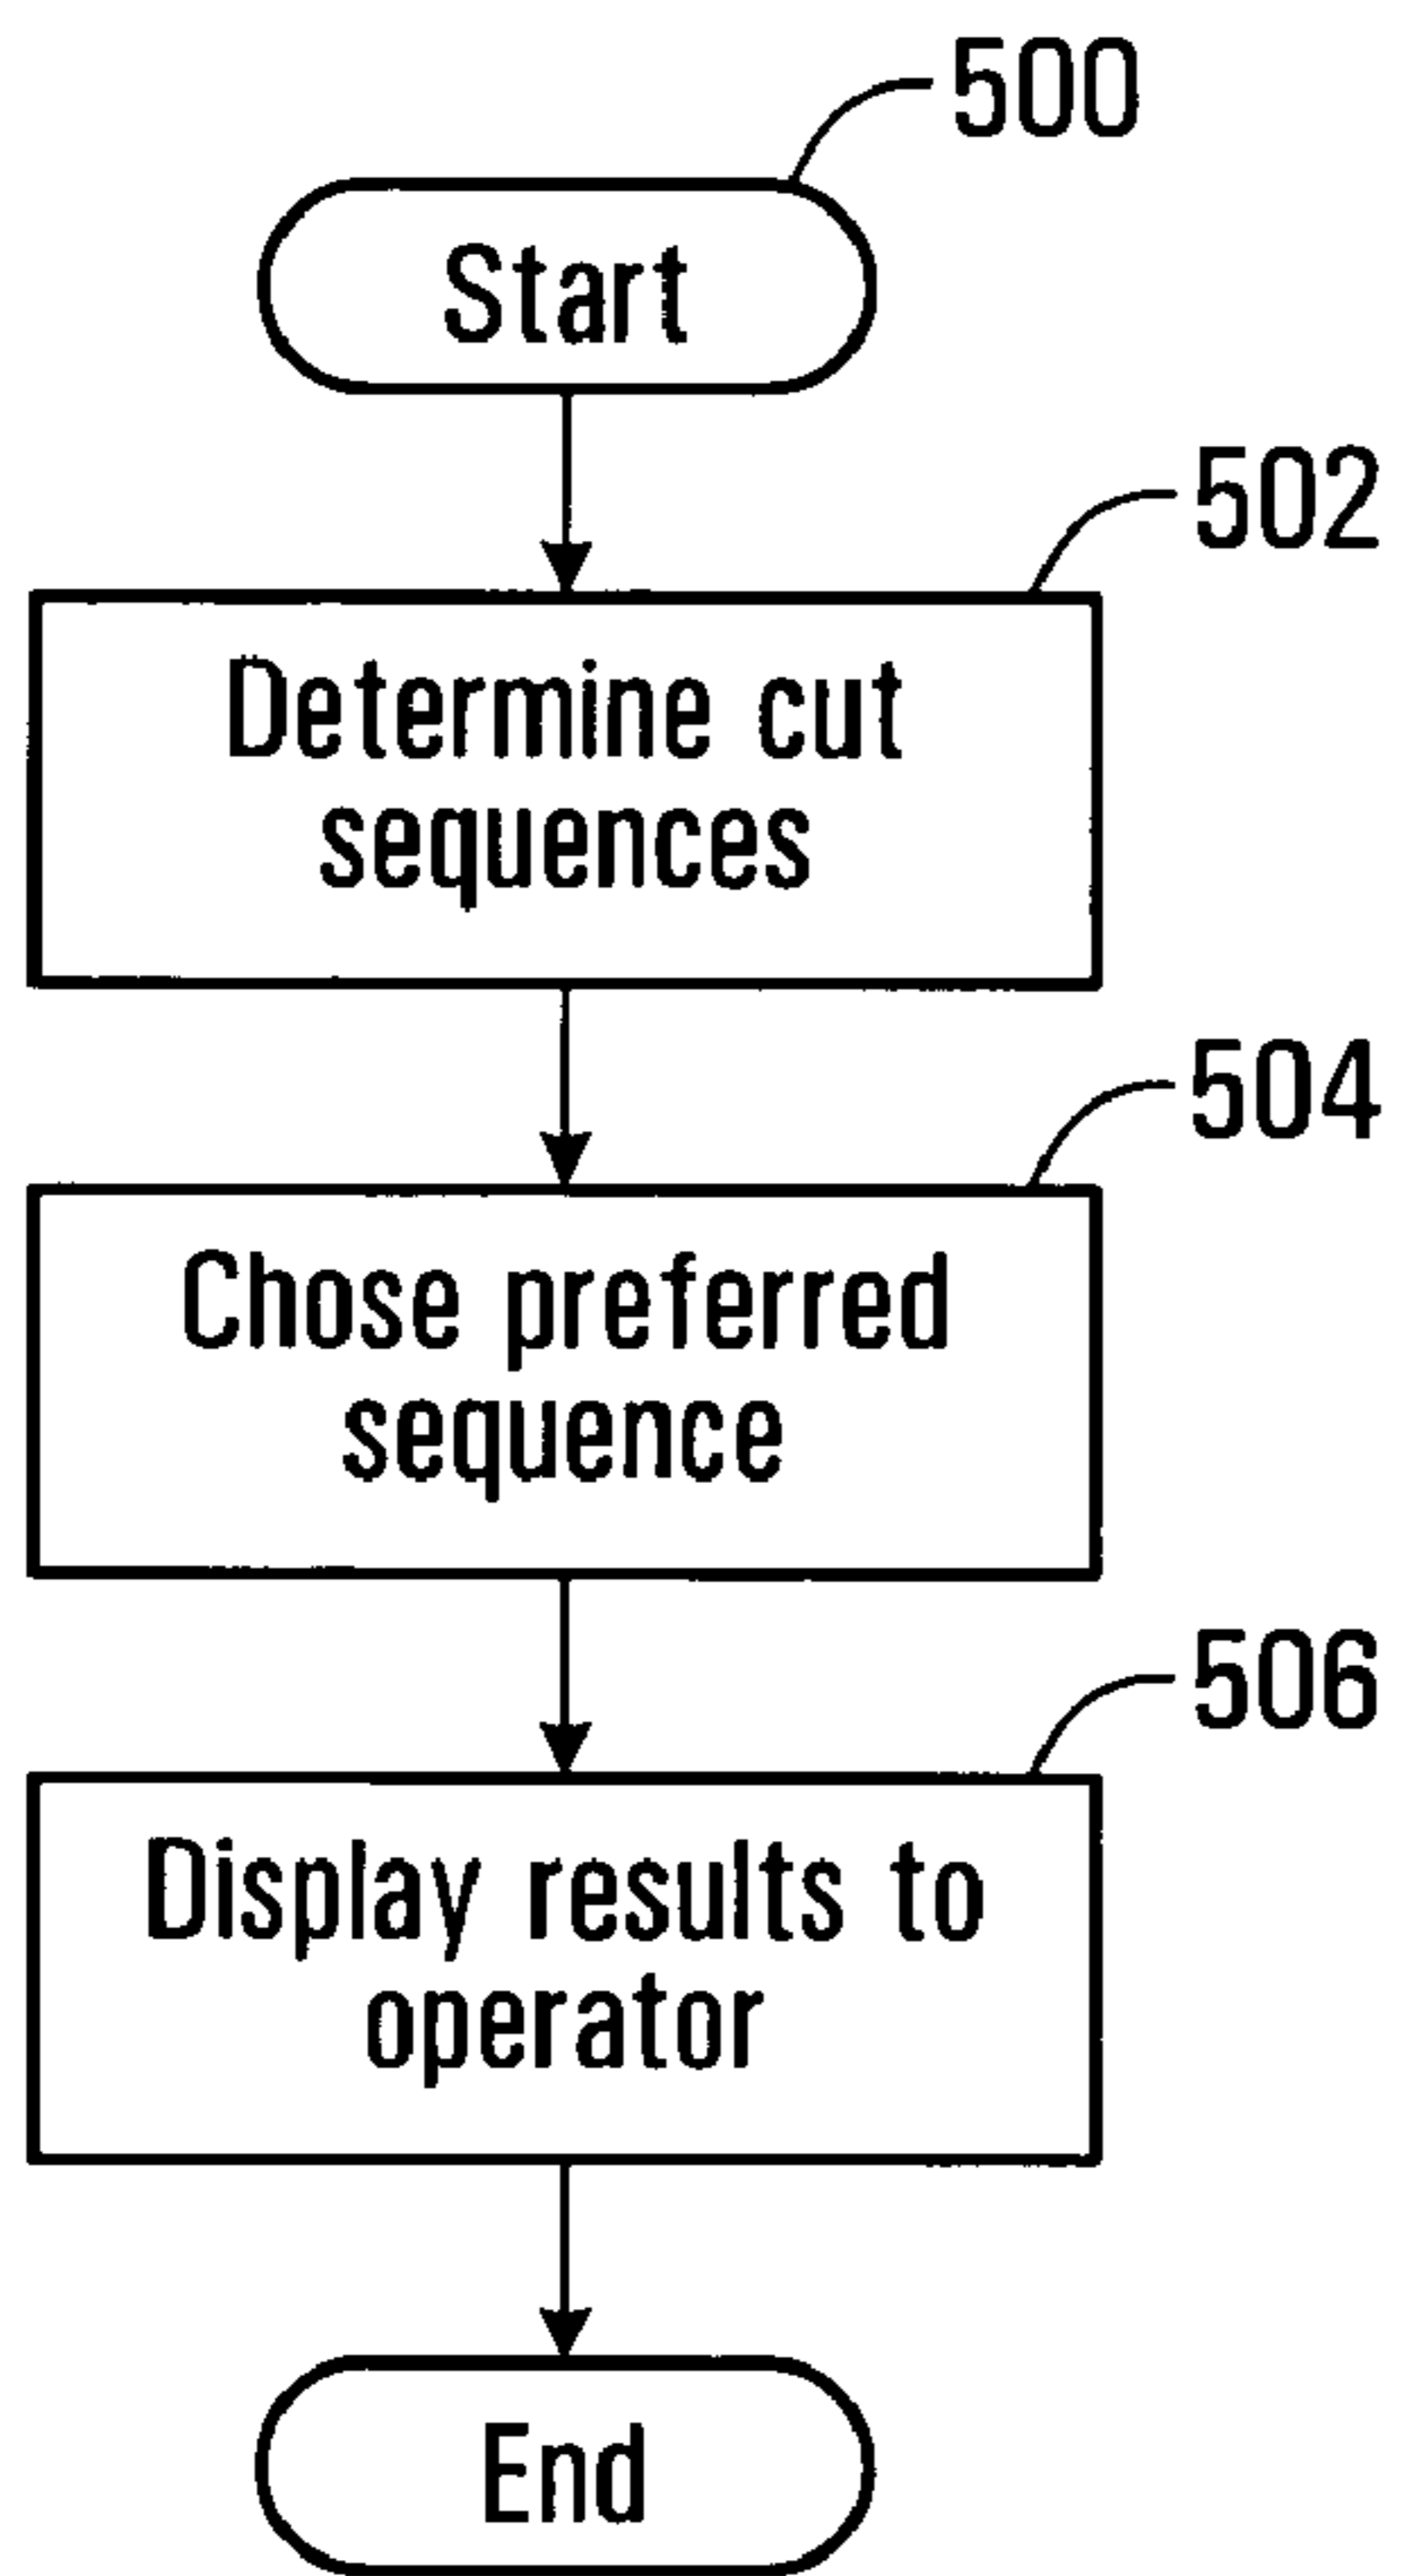 500
Start
502
Determine cut
sequences
504
Chose preferred
sequence
506
Display results to
operator
End